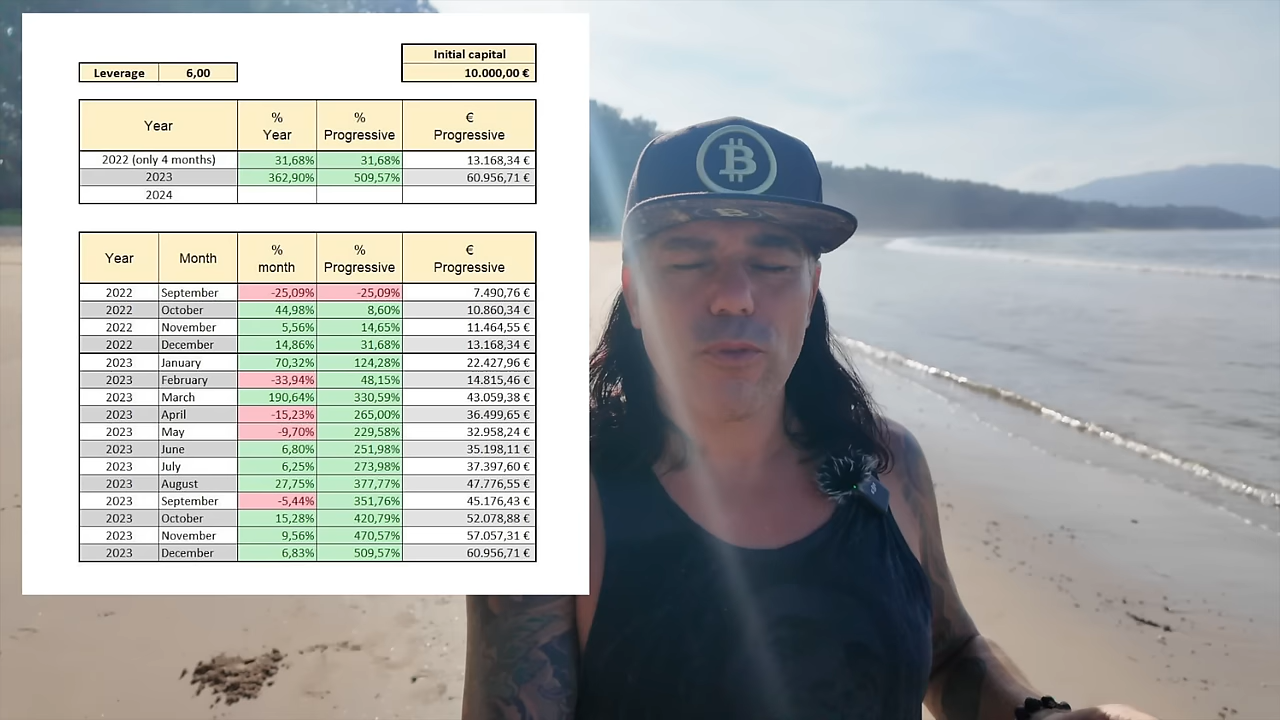 Initial capital
Leverage 6,00 10.000,00 €
Year % Year % Progressive € Progressive
2022 (only 4 months) 31,68% 31,68% 13.168,34 €
2023 362,90% 509,57% 60.956,71 €
2024
Year Month % month % Progressive € Progressive
2022 September -25,09% -25,09% 7.490,76 €
2022 October 44,98% 8,60% 10.860,34 €
2022 November 5,56% 14,65% 11.464,55 €
2022 December 14,86% 31,68% 13.168,34 €
2023 January 70,32% 124,28% 22.427,96 €
2023 February -33,94% 48,15% 14.815,46 €
2023 March 190,64% 330,59% 43.059,38 €
2023 April -15,23% 265,00% 36.499,65 €
2023 May -9,70% 229,58% 32.958,24 €
2023 June 6,80% 251,98% 35.198,11 €
2023 July 6,25% 273,98% 37.397,60 €
2023 August 27,75% 377,77% 47.776,55 €
2023 September -5,44% 351,76% 45.176,43 €
2023 October 15,28% 420,79% 52.078,88 €
2023 November 9,56% 470,57% 57.057,31 €
2023 December 6,83% 509,57% 60.956,71 €